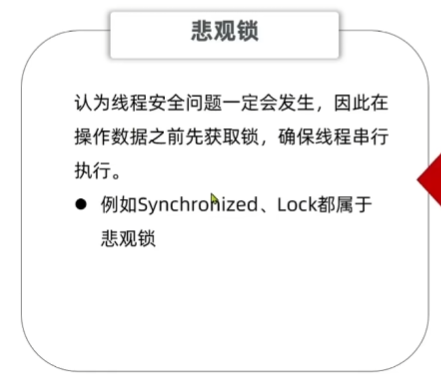 悲观锁
认为线程安全问题一定会发生，因此在
操作数据之前先获取锁，确保线程串行
执行。
● 例如Synchronized、Lock都属于
悲观锁